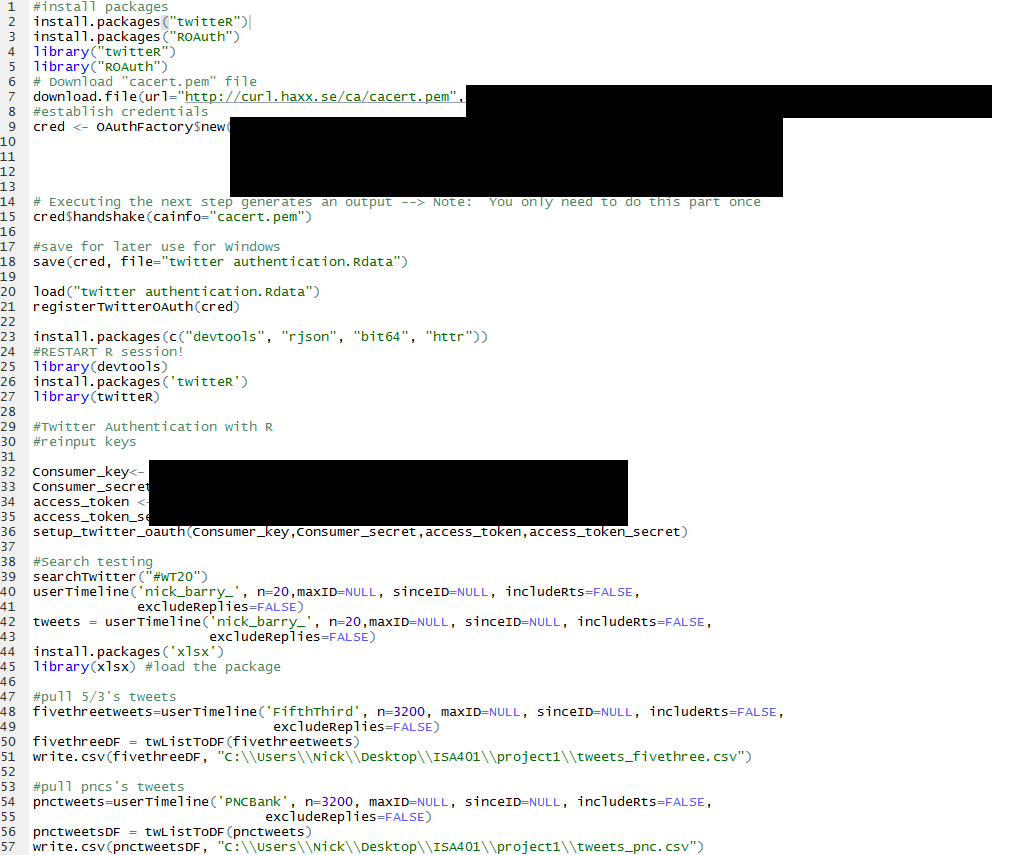 1 #install packages
2 install.packages("twitteR")
3 install.packages("ROAuth")
4 library("twitteR")
5 library("ROAuth")
6 # Download "cacert.pem" file
7 download.file(url="http://curl.haxx.se/ca/cacert.pem",
8 #establish credentials
9 cred <- OAuthFactory$new(
10
11
12
13
14 # Executing the next step generates an output --> Note:  You only need to do this part once
15 cred$handshake(cainfo="cacert.pem")
16
17 #save for later use for Windows
18 save(cred, file="twitter authentication.Rdata")
19
20 load("twitter authentication.Rdata")
21 registerTwitterOAuth(cred)
22
23 install.packages(c("devtools", "rjson", "bit64", "httr"))
24 #RESTART R session!
25 library(devtools)
26 install.packages('twitteR')
27 library(twitteR)
28
29 #Twitter Authentication with R
30 #reinput keys
31
32 Consumer_key<-
33 Consumer_secret
34 access_token <-
35 access_token_se
36 setup_twitter_oauth(Consumer_key,Consumer_secret,access_token,access_token_secret)
37
38 #Search testing
39 searchTwitter("#WT20")
40 userTimeline('nick_barry_', n=20,maxID=NULL, sinceID=NULL, includeRts=FALSE,
41 excludeReplies=FALSE)
42 tweets = userTimeline('nick_barry_', n=20,maxID=NULL, sinceID=NULL, includeRts=FALSE,
43 excludeReplies=FALSE)
44 install.packages('xlsx')
45 library(xlsx) #load the package
46
47 #pull 5/3's tweets
48 fivethreetweets=userTimeline('FifthThird', n=3200, maxID=NULL, sinceID=NULL, includeRts=FALSE,
49 excludeReplies=FALSE)
50 fivethreeDF = twListToDF(fivethreetweets)
51 write.csv(fivethreeDF, "C:\\Users\\Nick\\Desktop\\ISA401\\project1\\tweets_fivethree.csv")
52
53 #pull pncs's tweets
54 pnctweets=userTimeline('PNCBank', n=3200, maxID=NULL, sinceID=NULL, includeRts=FALSE,
55 excludeReplies=FALSE)
56 pnctweetsDF = twListToDF(pnctweets)
57 write.csv(pnctweetsDF, "C:\\Users\\Nick\\Desktop\\ISA401\\project1\\tweets_pnc.csv")